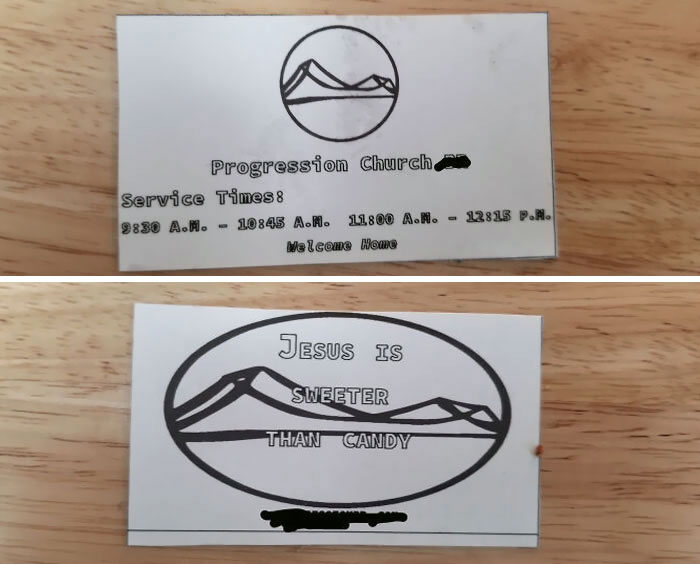 Progression Church
Service Times:
9:30 A.M. - 10:45 A.M. 11:00 A.M. - 12:15 P.M.
Welcome Home
JESUS IS
SWEETER
THAN CANDY